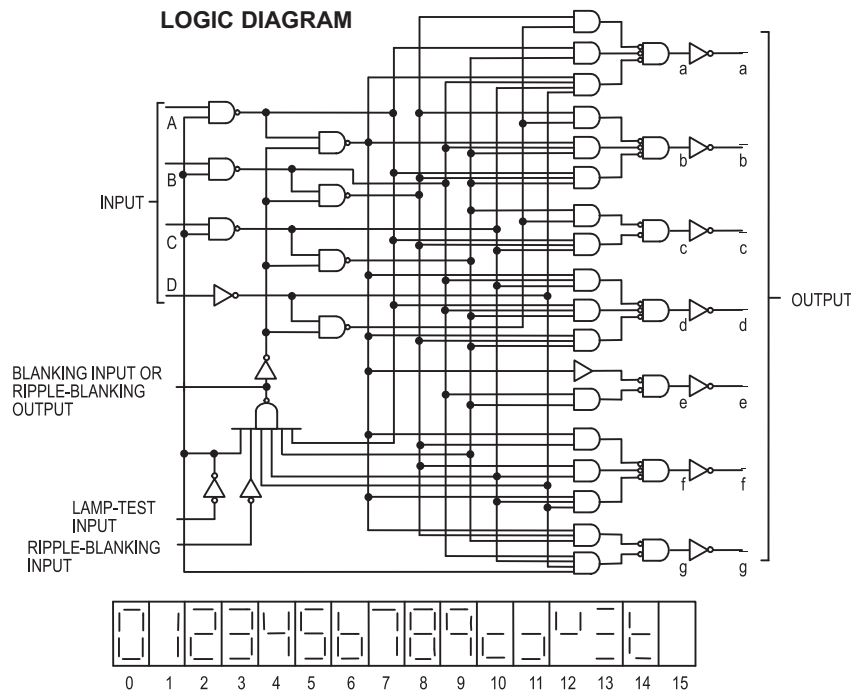 LOGIC DIAGRAM
A
B
INPUT
C
D
BLANKING INPUT OR
RIPPLE-BLANKING
OUTPUT
LAMP-TEST
INPUT
RIPPLE-BLANKING
INPUT
a a
b b
c c
d d
e e
f f
g g
OUTPUT
0 1 2 3 4 5 6 7 8 9 10 11 12 13 14 15